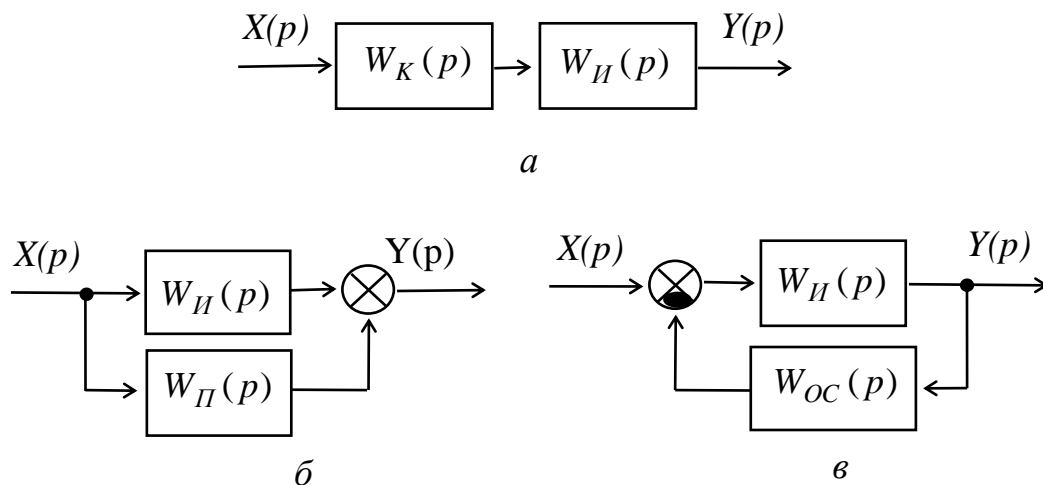 X(p) W_К(p) W_И(p) Y(p)
а
X(p) W_И(p) Y(p)
W_П(p)
б
X(p) W_И(p) Y(p)
W_ОС(p)
в